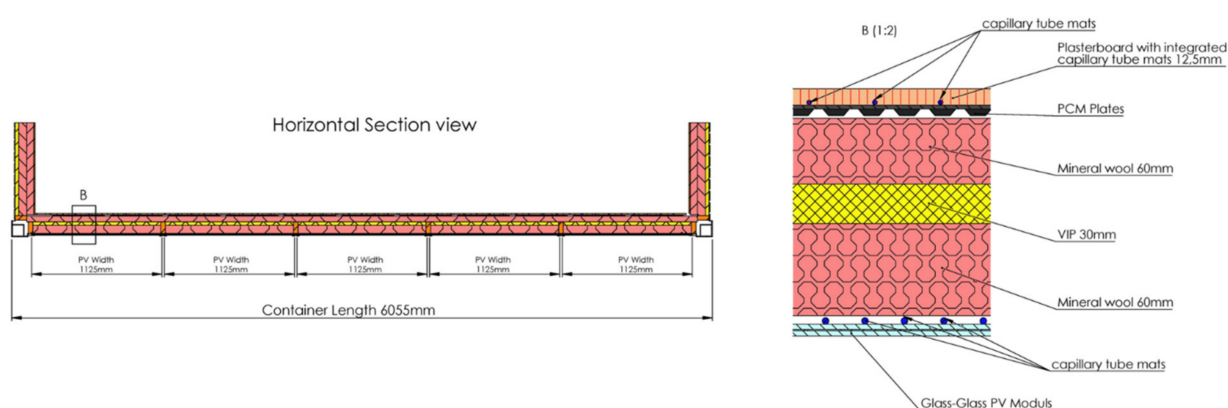 Horizontal Section view
B
PV Width
1125mm
PV Width
1125mm
PV Width
1125mm
PV Width
1125mm
PV Width
1125mm
Container Length 6055mm
B (1:2)
capillary tube mats
Plasterboard with integrated
capillary tube mats 12,5mm
PCM Plates
Mineral wool 60mm
VIP 30mm
Mineral wool 60mm
capillary tube mats
Glass-Glass PV Moduls